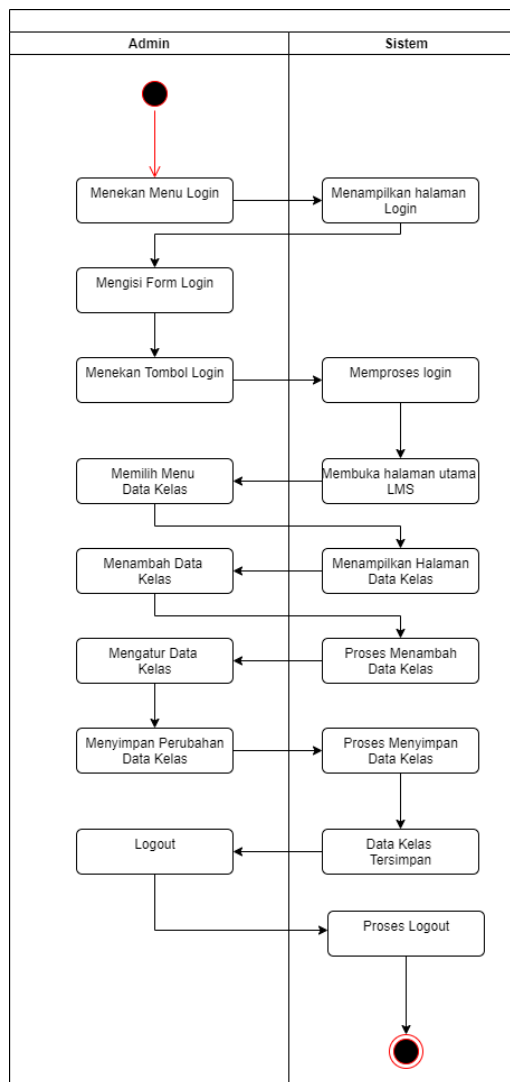 Admin
Sistem
Menekan Menu Login
Menampilkan halaman
Login
Mengisi Form Login
Menekan Tombol Login
Memproses login
Memilih Menu
Data Kelas
Membuka halaman utama
LMS
Menambah Data
Kelas
Menampilkan Halaman
Data Kelas
Mengatur Data
Kelas
Proses Menambah
Data Kelas
Menyimpan Perubahan
Data Kelas
Proses Menyimpan
Data Kelas
Logout
Data Kelas
Tersimpan
Proses Logout